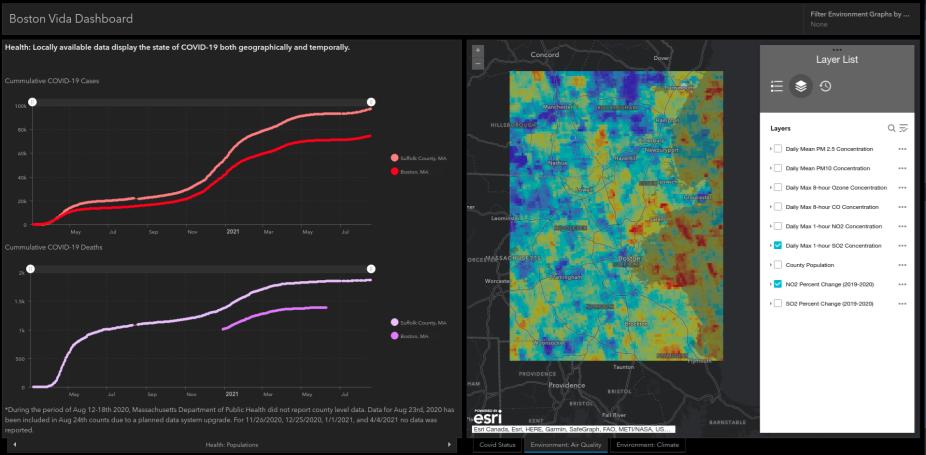 Boston Vida Dashboard
Filter Environment Graphs by ...
None
Health: Locally available data display the state of COVID-19 both geographically and temporally.
Cummulative COVID-19 Cases
100k
80k
60k
40k
20k
0
May
Jul
Sep
Nov
2021
Mar
May
Jul
Suffolk County, MA
Boston, MA
Cummulative COVID-19 Deaths
2k
1.5k
1k
500
0
May
Jul
Sep
Nov
2021
Mar
May
Jul
Suffolk County, MA
Boston, MA
*During the period of Aug 12-18th 2020, Massachusetts Department of Public Health did not report county level data. Data for Aug 23rd, 2020 has
been included in Aug 24th counts due to a planned data system upgrade. For 11/26/2020, 12/25/2020, 1/1/2021, and 4/4/2021 no data was
reported.
Health: Populations
+
−
Concord
Dover
Manchester
HILLSBOROUGH
Newburyport
Nashua
Haverhill
Lowell
Gloucester
Leomins
MASSACHUSETTS
Boston
Worceste
Framingham
Brockton
Woonsocket
Plymouth
Taunton
PROVIDENCE
Providence
HAM
BRISTOL
BRISTOL
Fall River
KENT
BARNSTABLE
POWERED BY
esri
Esri Canada, Esri, HERE, Garmin, SafeGraph, FAO, METI/NASA, US...
Covid Status
Environment: Air Quality
Environment: Climate
Layer List
Layers
Daily Mean PM 2.5 Concentration
Daily Mean PM10 Concentration
Daily Max 8-hour Ozone Concentration
Daily Max 8-hour CO Concentration
Daily Max 1-hour NO2 Concentration
Daily Max 1-hour SO2 Concentration
County Population
NO2 Percent Change (2019-2020)
SO2 Percent Change (2019-2020)